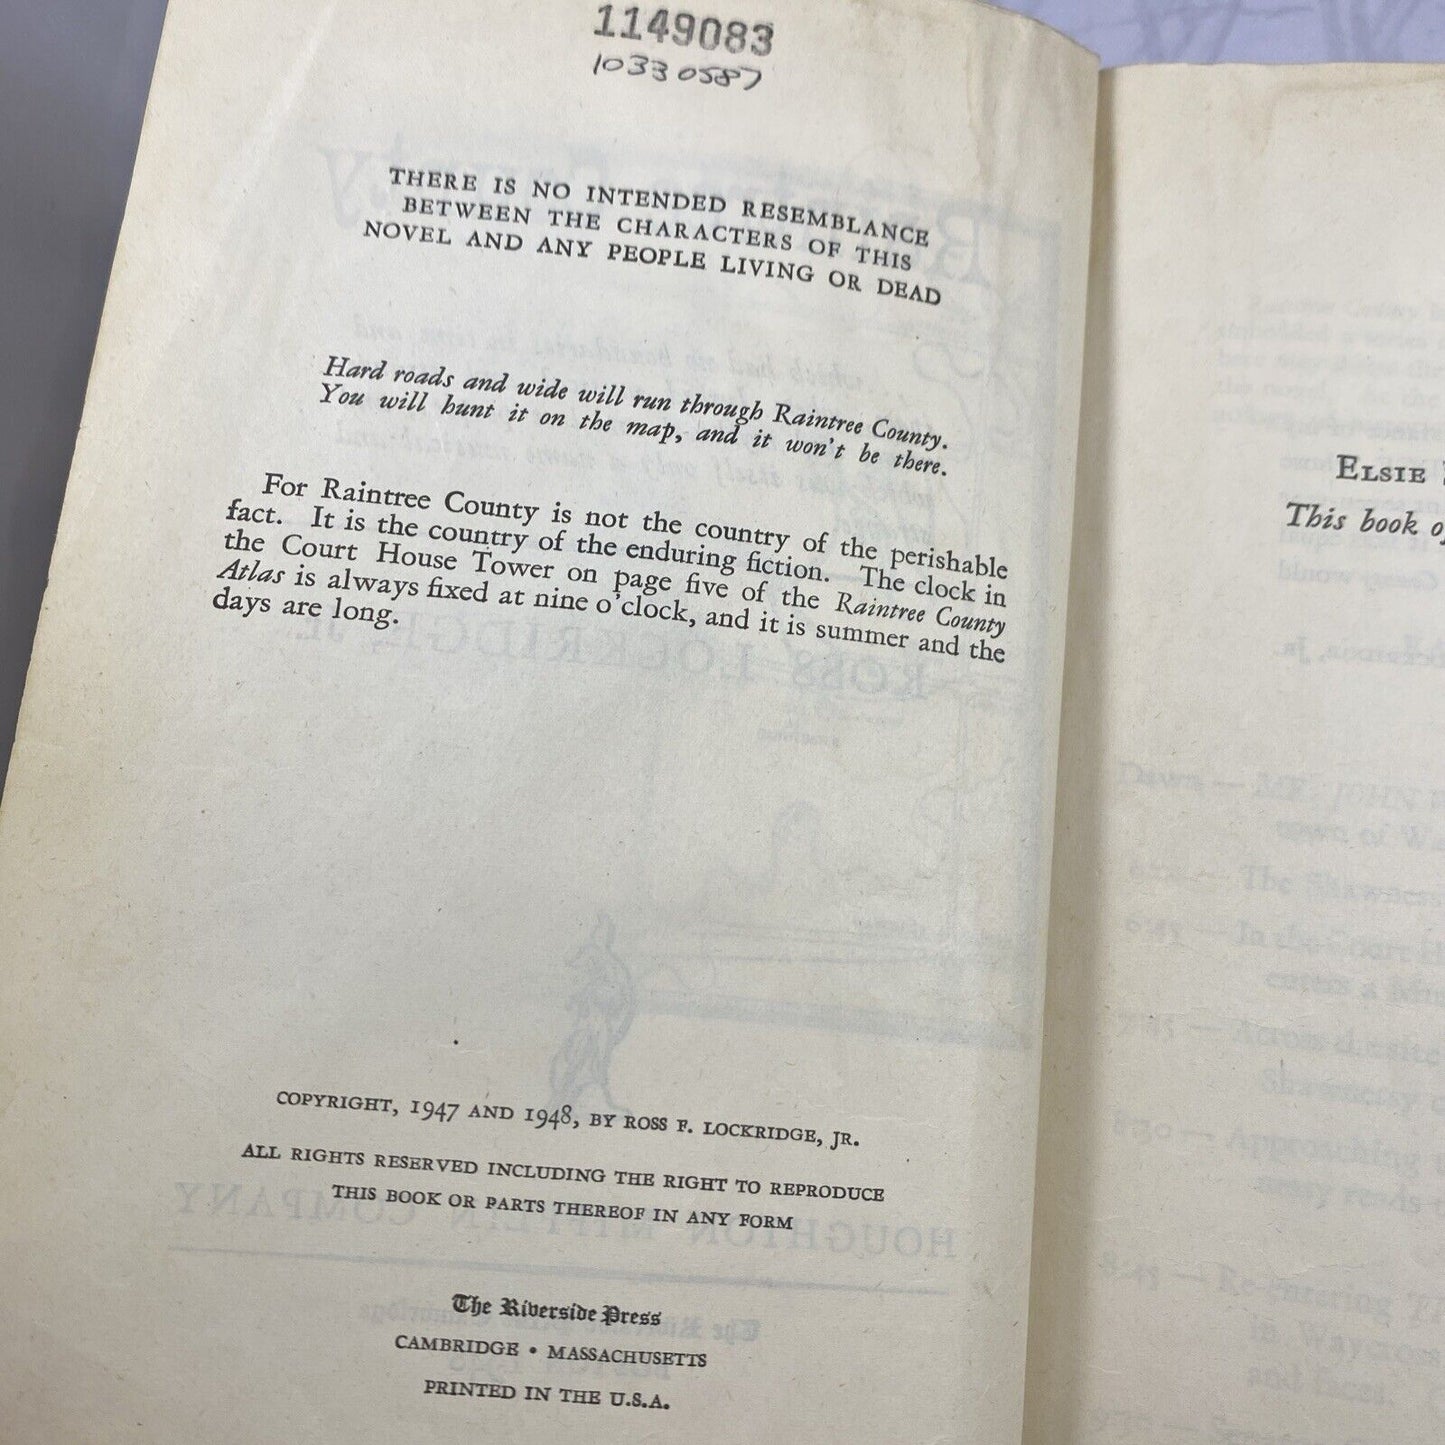 1149083
10330587
THERE IS NO INTENDED RESEMBLANCE
BETWEEN THE CHARACTERS OF THIS
NOVEL AND ANY PEOPLE LIVING OR DEAD
Hard roads and wide will run through Raintree County.
You will hunt it on the map, and it won't be there.
For Raintree County is not the country of the perishable
fact. It is the country of the enduring fiction. The clock in
the Court House Tower on page five of the Raintree County
Atlas is always fixed at nine o'clock, and it is summer and the
days are long.
COPYRIGHT, 1947 AND 1948, BY ROSS F. LOCKRIDGE, JR.
ALL RIGHTS RESERVED INCLUDING THE RIGHT TO REPRODUCE
THIS BOOK OR PARTS THEREOF IN ANY FORM
The Riverside Press
CAMBRIDGE • MASSACHUSETTS
PRINTED IN THE U.S.A.
ELSIE
This book